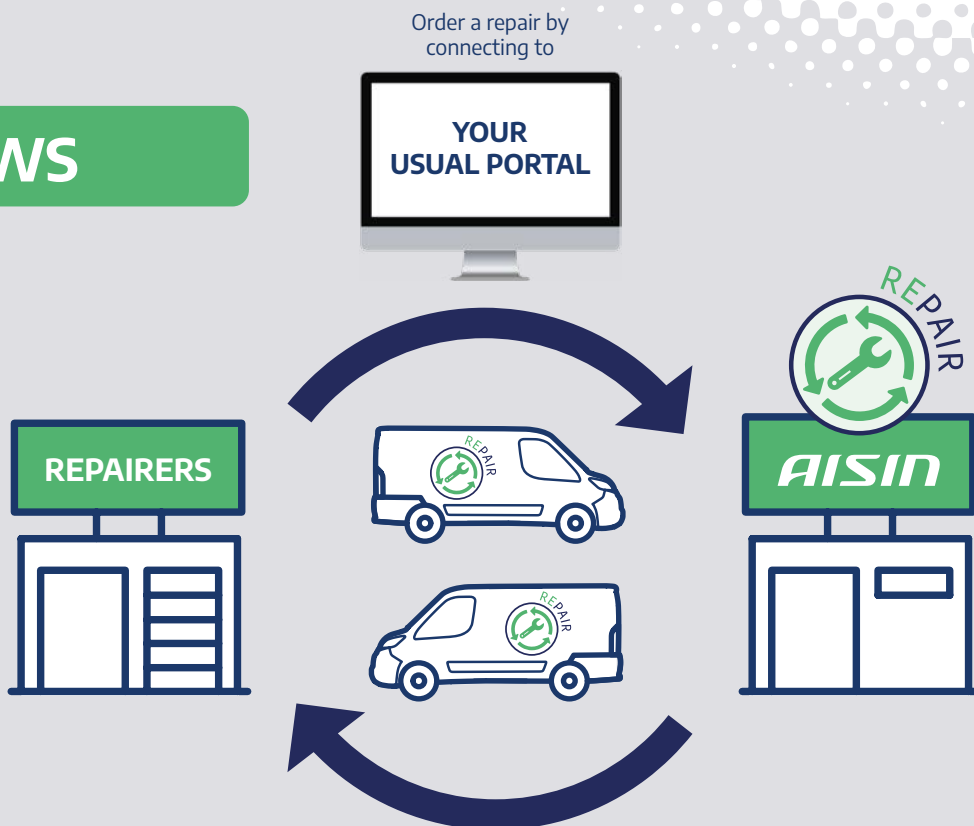 Order a repair by
connecting to
WS
YOUR
USUAL PORTAL
REPAIR
REPAIRERS
REPAIR
AISIN
REPAIR